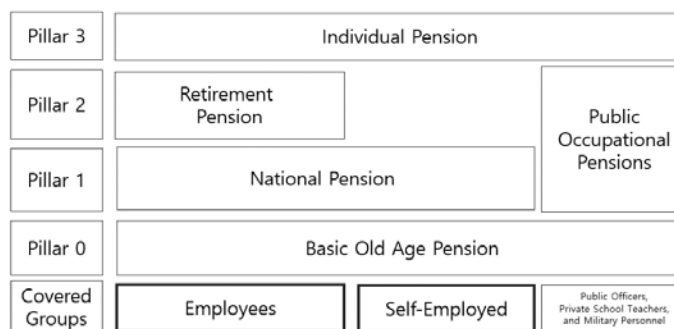 Pillar 3
Individual Pension
Pillar 2
Retirement
Pension
Public
Occupational
Pensions
Pillar 1
National Pension
Pillar 0
Basic Old Age Pension
Covered
Groups
Employees
Self-Employed
Public Officers,
Private School Teachers,
and Military Personnel